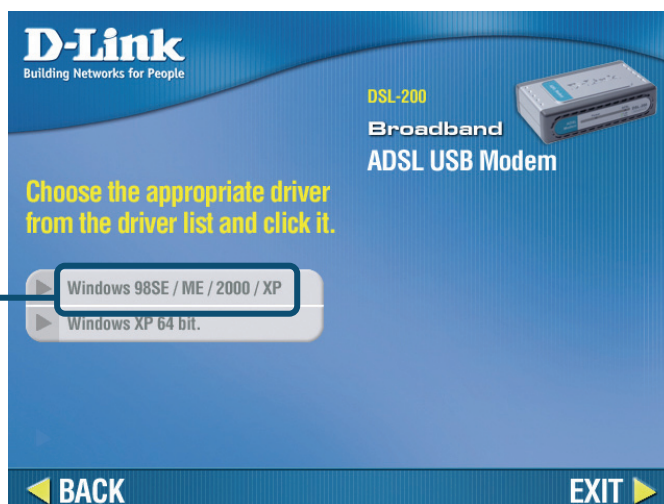 D-Link
Building Networks for People
DSL-200
Broadband
ADSL USB Modem
Choose the appropriate driver
from the driver list and click it.
Windows 98SE / ME / 2000 / XP
Windows XP 64 bit.
BACK
EXIT